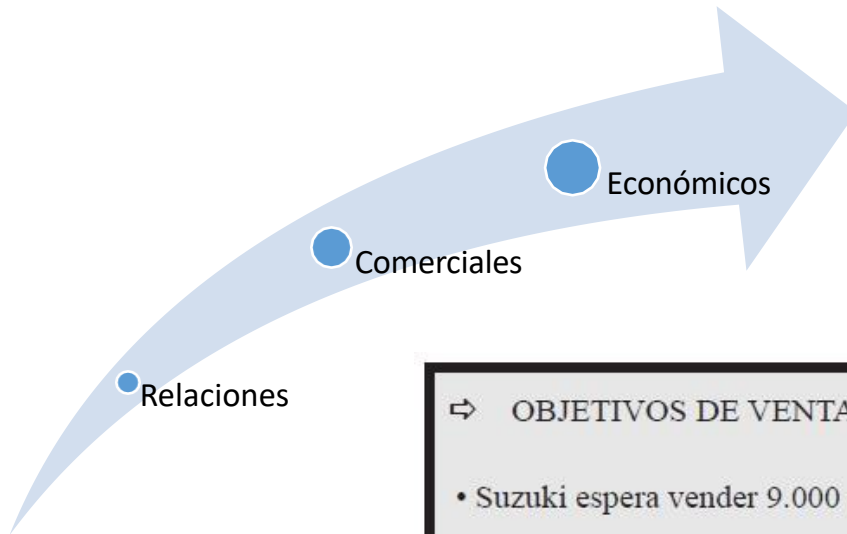 Económicos
Comerciales
Relaciones
⇨ OBJETIVOS DE VENTA
• Suzuki espera vender 9.000